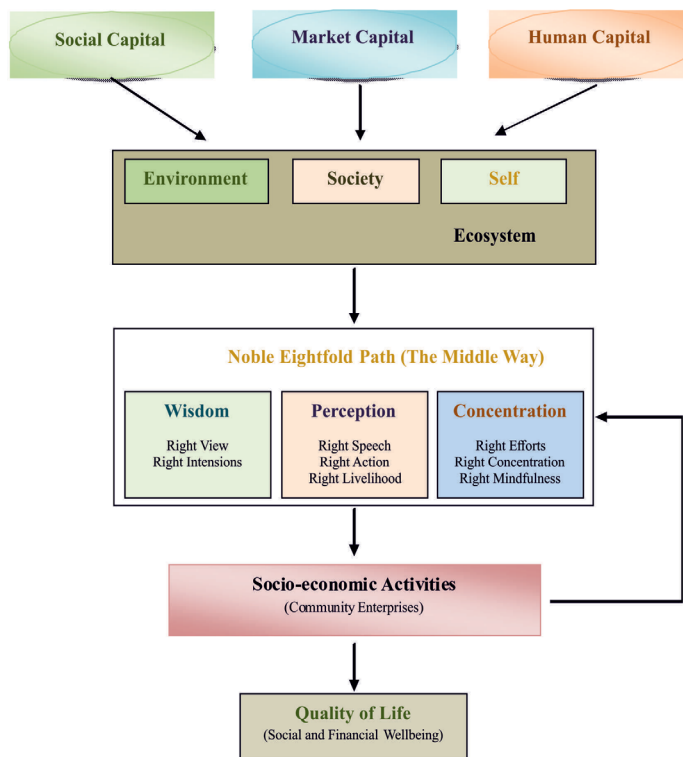 Social Capital
Market Capital
Human Capital
Environment
Society
Self
Ecosystem
Noble Eightfold Path (The Middle Way)
Wisdom
Right View
Right Intensions
Perception
Right Speech
Right Action
Right Livelihood
Concentration
Right Efforts
Right Concentration
Right Mindfulness
Socio-economic Activities
(Community Enterprises)
Quality of Life
(Social and Financial Wellbeing)